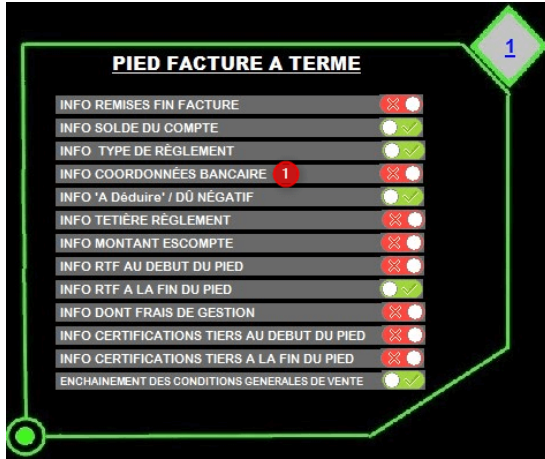 1
PIED FACTURE A TERME
INFO REMISES FIN FACTURE
INFO SOLDE DU COMPTE
INFO TYPE DE RÈGLEMENT
INFO COORDONNÉES BANCAIRE 1
INFO 'A Déduire' / DÛ NÉGATIF
INFO TETIÈRE RÈGLEMENT
INFO MONTANT ESCOMPTE
INFO RTF AU DEBUT DU PIED
INFO RTF A LA FIN DU PIED
INFO DONT FRAIS DE GESTION
INFO CERTIFICATIONS TIERS AU DEBUT DU PIED
INFO CERTIFICATIONS TIERS A LA FIN DU PIED
ENCHAINEMENT DES CONDITIONS GENERALES DE VENTE